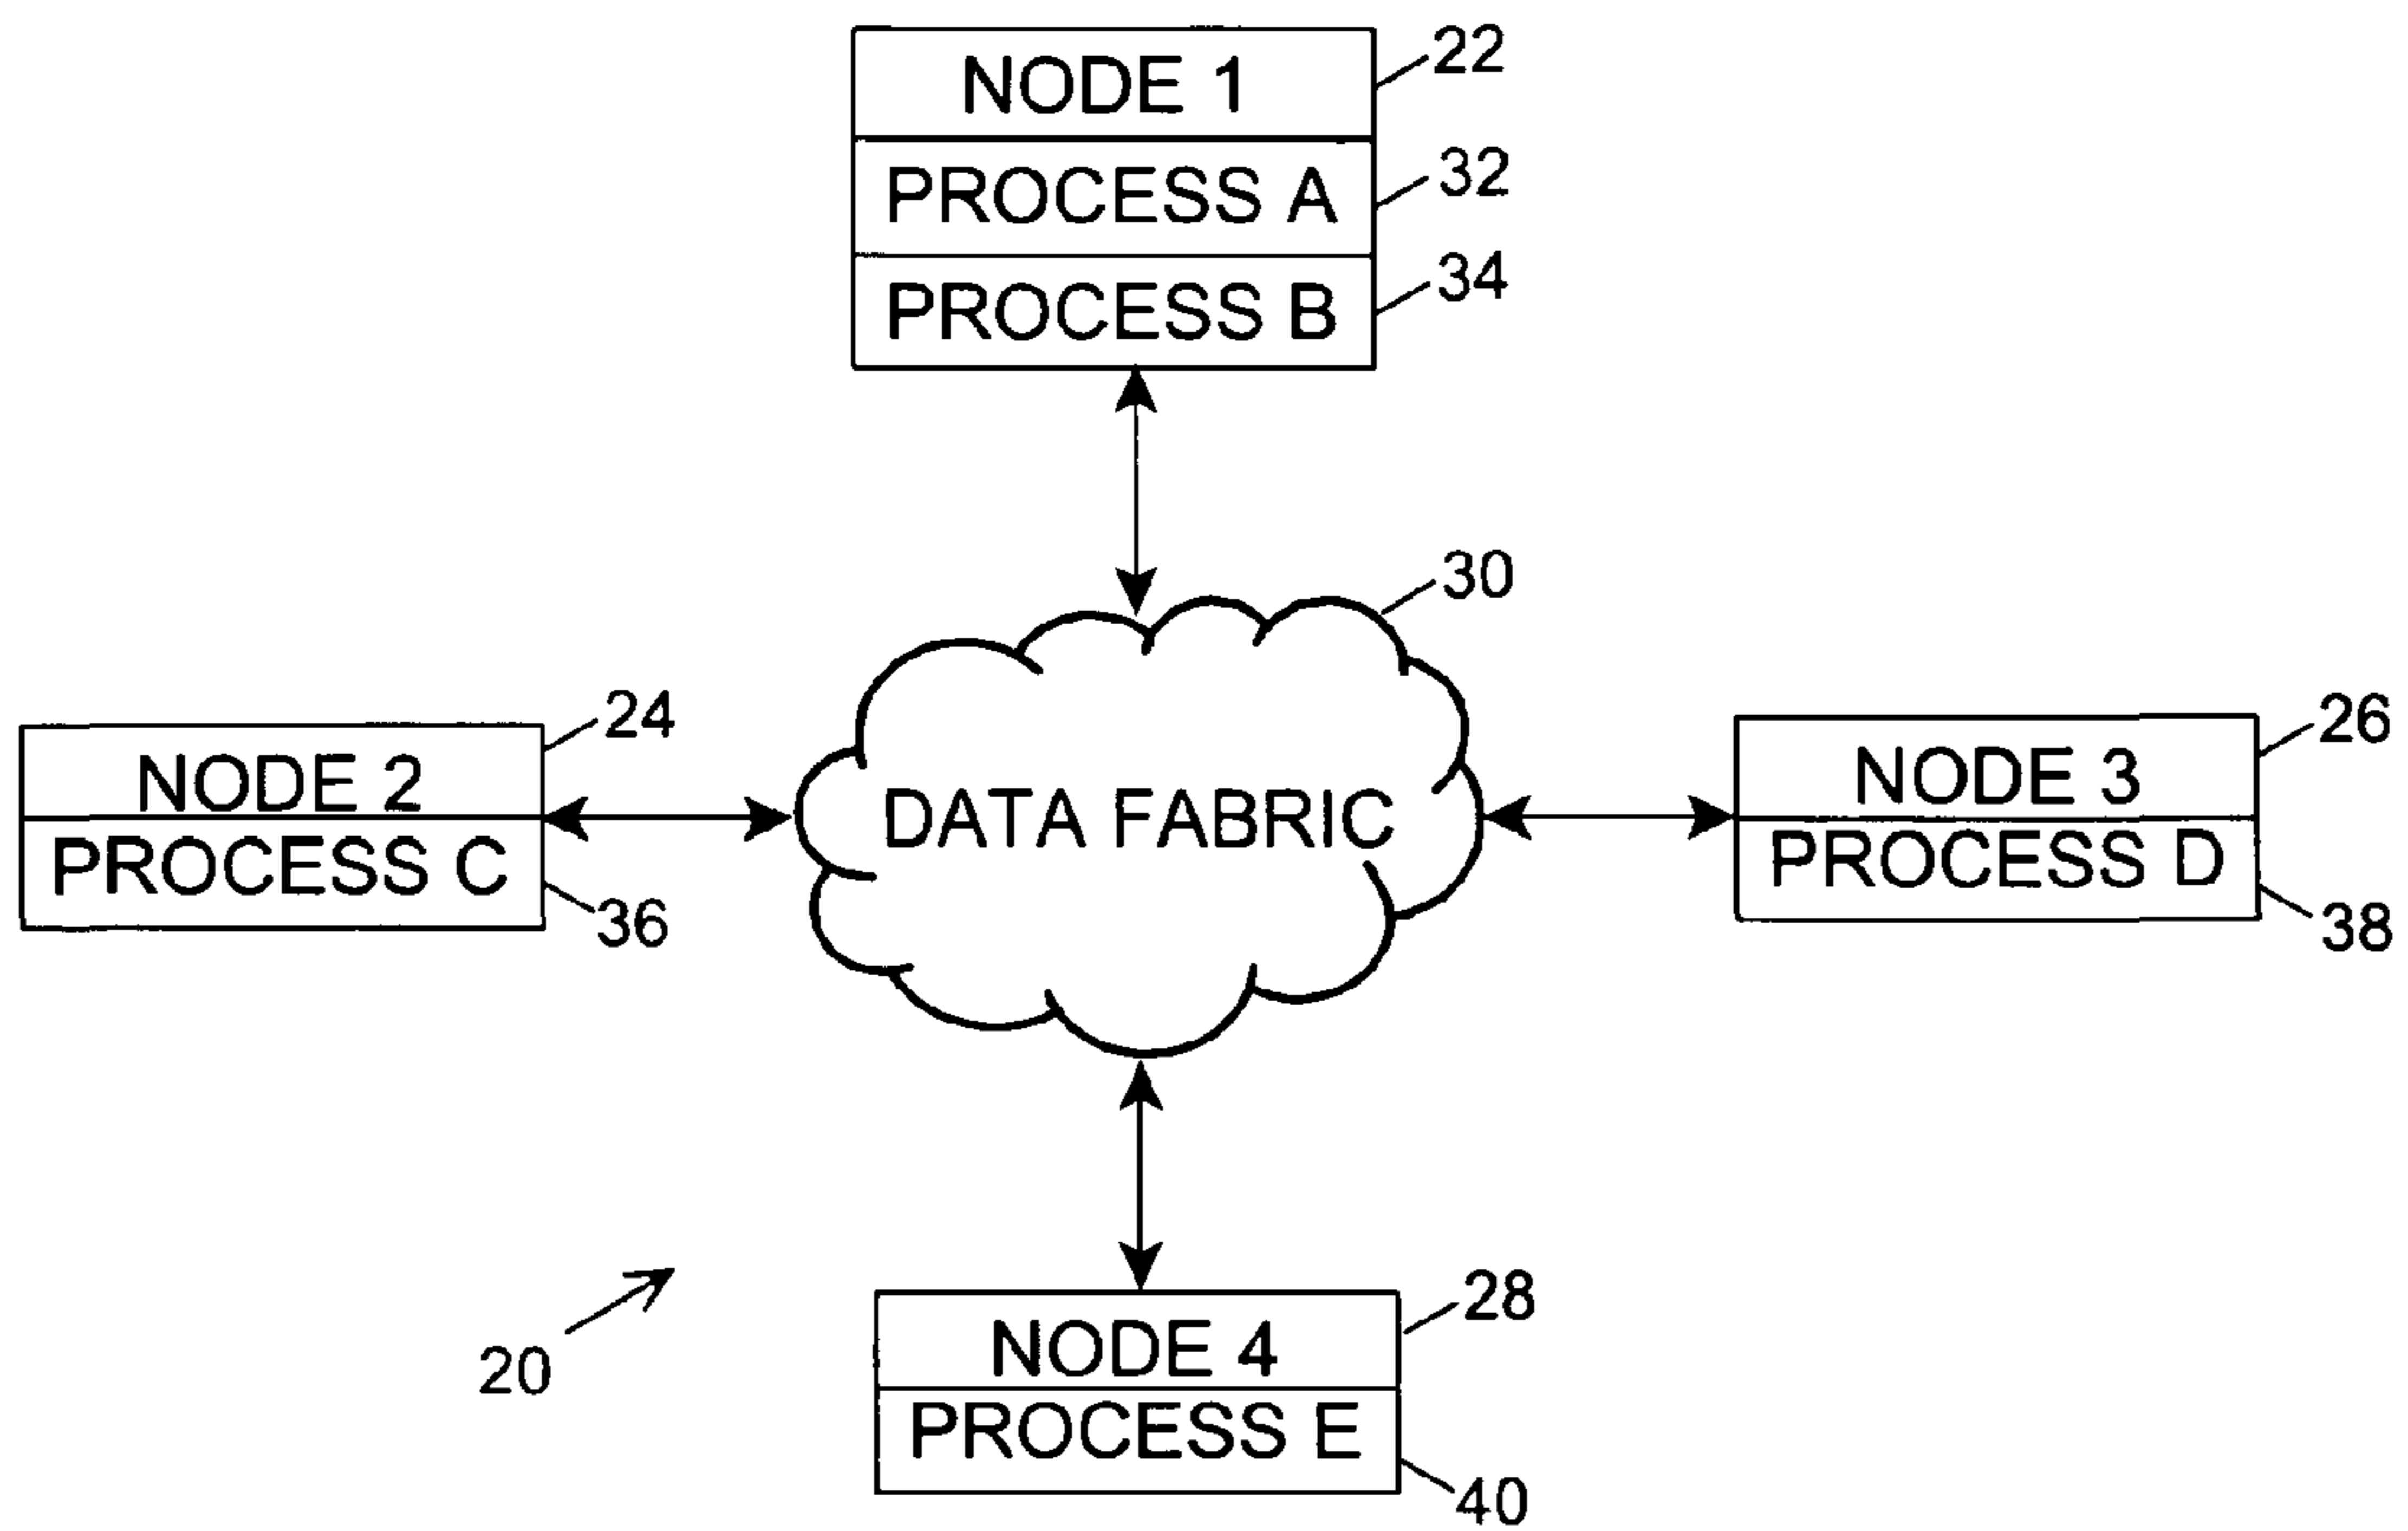 NODE 1
22
PROCESS A
32
PROCESS B
34
30
DATA FABRIC
NODE 2
24
PROCESS C
36
NODE 3
26
PROCESS D
38
NODE 4
28
PROCESS E
40
20